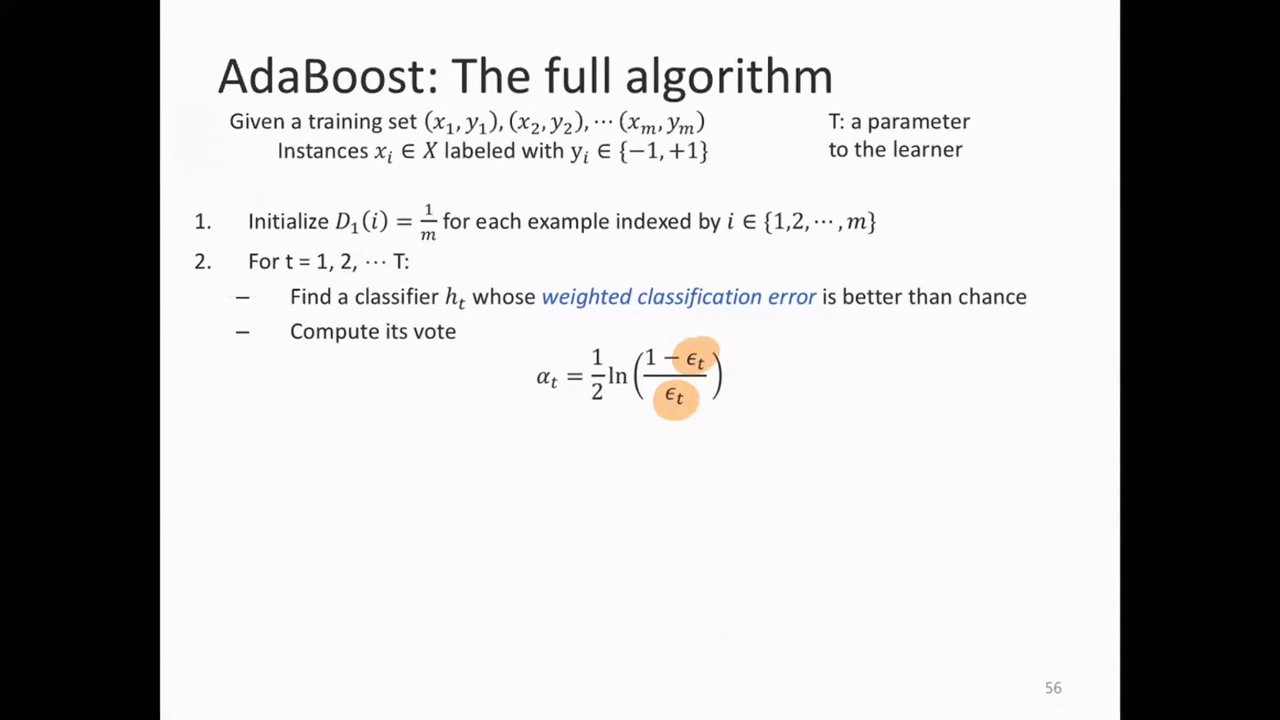 AdaBoost: The full algorithm
Given a training set (x₁, y₁), (x₂, y₂), ⋯ (xₘ, yₘ)
Instances xᵢ ∈ X labeled with yᵢ ∈ {−1, +1}
T: a parameter
to the learner
1. Initialize D₁(i) = 1/m for each example indexed by i ∈ {1,2, ⋯ , m}
2. For t = 1, 2, ⋯ T:
– Find a classifier hₜ whose weighted classification error is better than chance
– Compute its vote
αₜ = 1/2 ln((1 − ϵₜ)/ϵₜ)
56